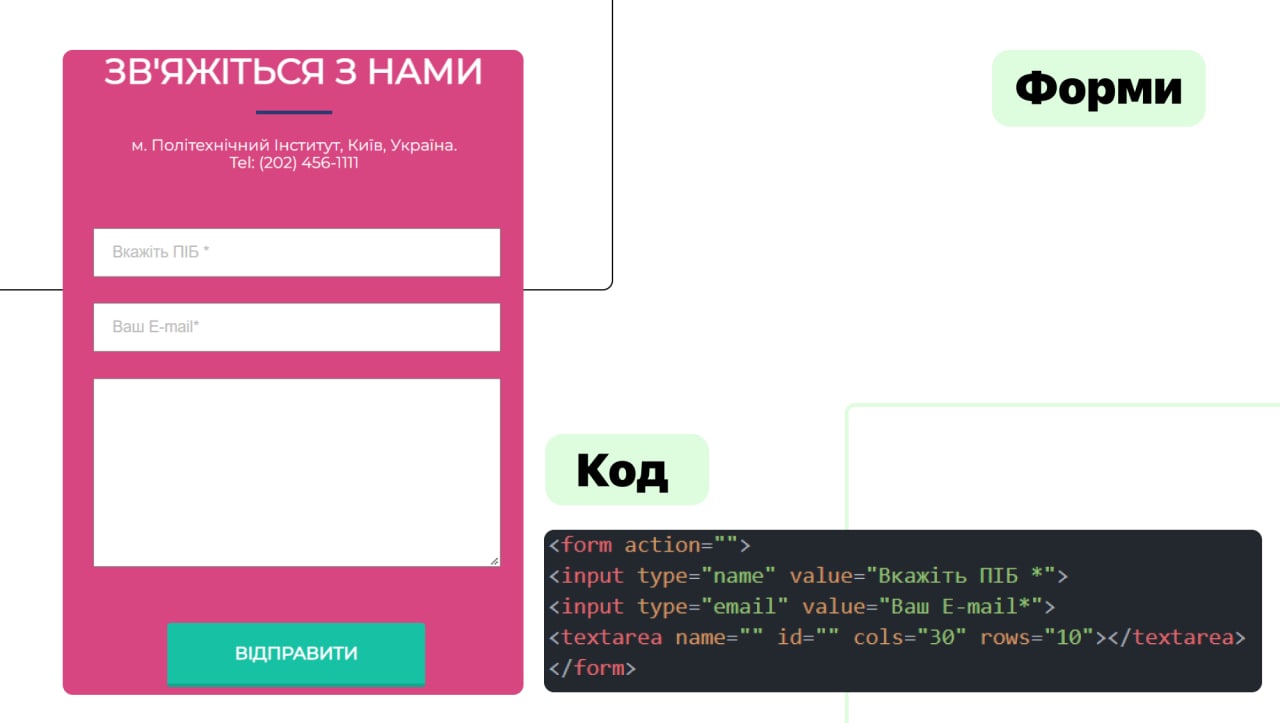 ЗВ'ЯЖІТЬСЯ З НАМИ
м. Політехнічний Інститут, Київ, Україна.
Tel: (202) 456-1111
Вкажіть ПІБ *
Ваш E-mail*
ВІДПРАВИТИ
Форми
Код
<form action="">
<input type="name" value="Вкажіть ПІБ *">
<input type="email" value="Ваш E-mail*">
<textarea name="" id="" cols="30" rows="10"></textarea>
</form>